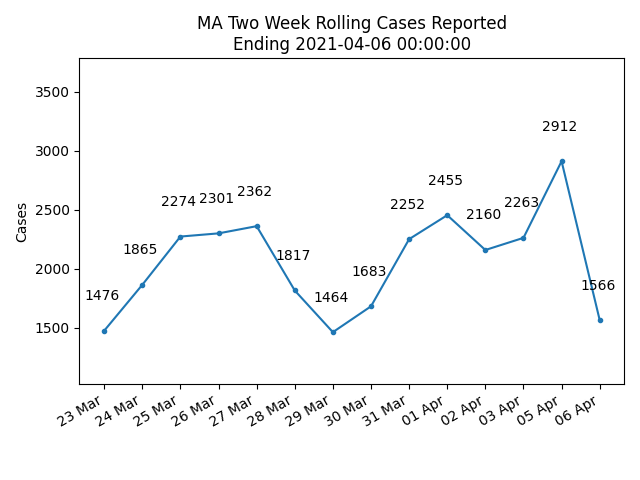 MA Two Week Rolling Cases Reported
Ending 2021-04-06 00:00:00
Cases
3500
3000
2500
2000
1500
1476
1865
2274
2301
2362
1817
1464
1683
2252
2455
2160
2263
2912
1566
23 Mar
24 Mar
25 Mar
26 Mar
27 Mar
28 Mar
29 Mar
30 Mar
31 Mar
01 Apr
02 Apr
03 Apr
05 Apr
06 Apr